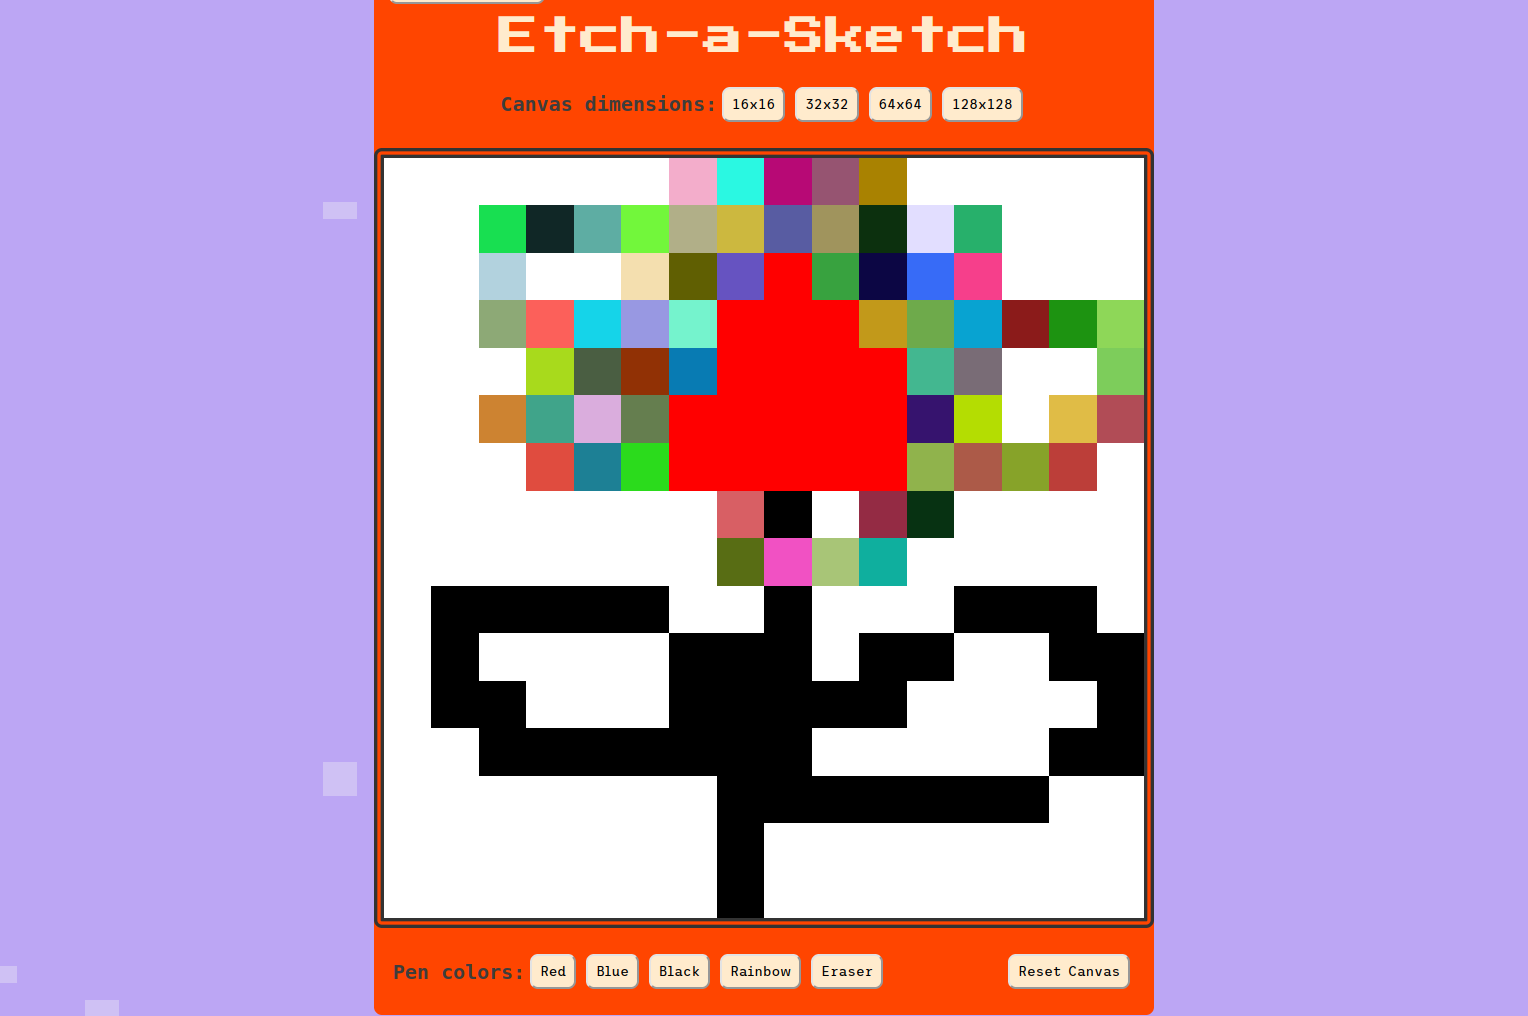 Etch-a-Sketch
Canvas dimensions: 16x16 32x32 64x64 128x128
Pen colors: Red Blue Black Rainbow Eraser Reset Canvas